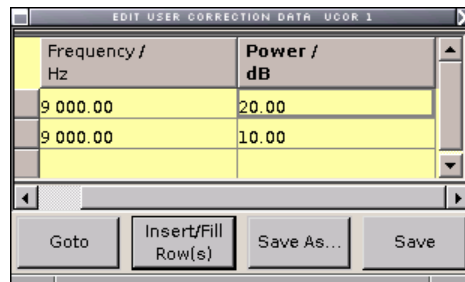 EDIT USER CORRECTION DATA UCOR 1
Frequency / Power /
Hz dB
9 000.00 20.00
9 000.00 10.00
Goto Insert/Fill Row(s) Save As... Save